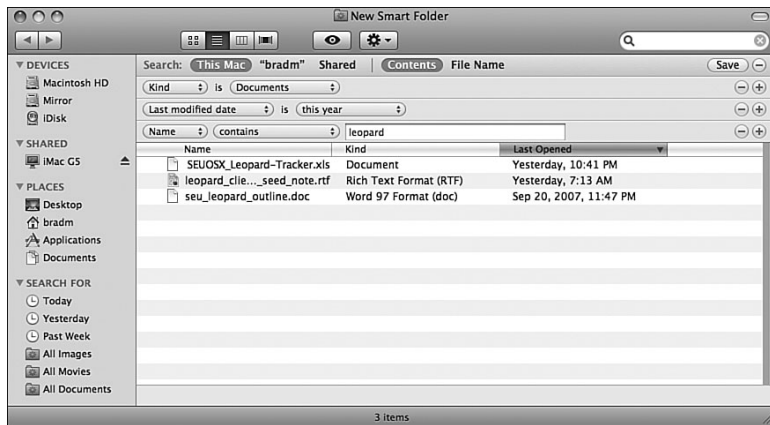 New Smart Folder
DEVICES
Macintosh HD
Mirror
iDisk
SHARED
iMac G5
PLACES
Desktop
bradm
Applications
Documents
SEARCH FOR
Today
Yesterday
Past Week
All Images
All Movies
All Documents
Search: This Mac "bradm" Shared Contents File Name Save
Kind is Documents
Last modified date is this year
Name contains leopard
Name Kind Last Opened
SEUOSX_Leopard-Tracker.xls Document Yesterday, 10:41 PM
leopard_clie..._seed_note.rtf Rich Text Format (RTF) Yesterday, 7:13 AM
seu_leopard_outline.doc Word 97 Format (doc) Sep 20, 2007, 11:47 PM
3 items